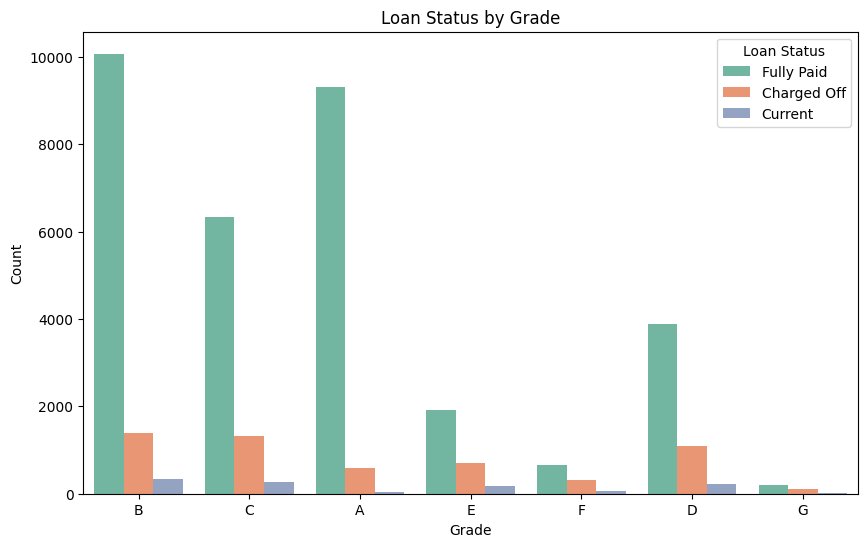 Loan Status by Grade
Loan Status
Fully Paid
Charged Off
Current
10000
8000
6000
4000
2000
0
Count
B C A E F D G
Grade